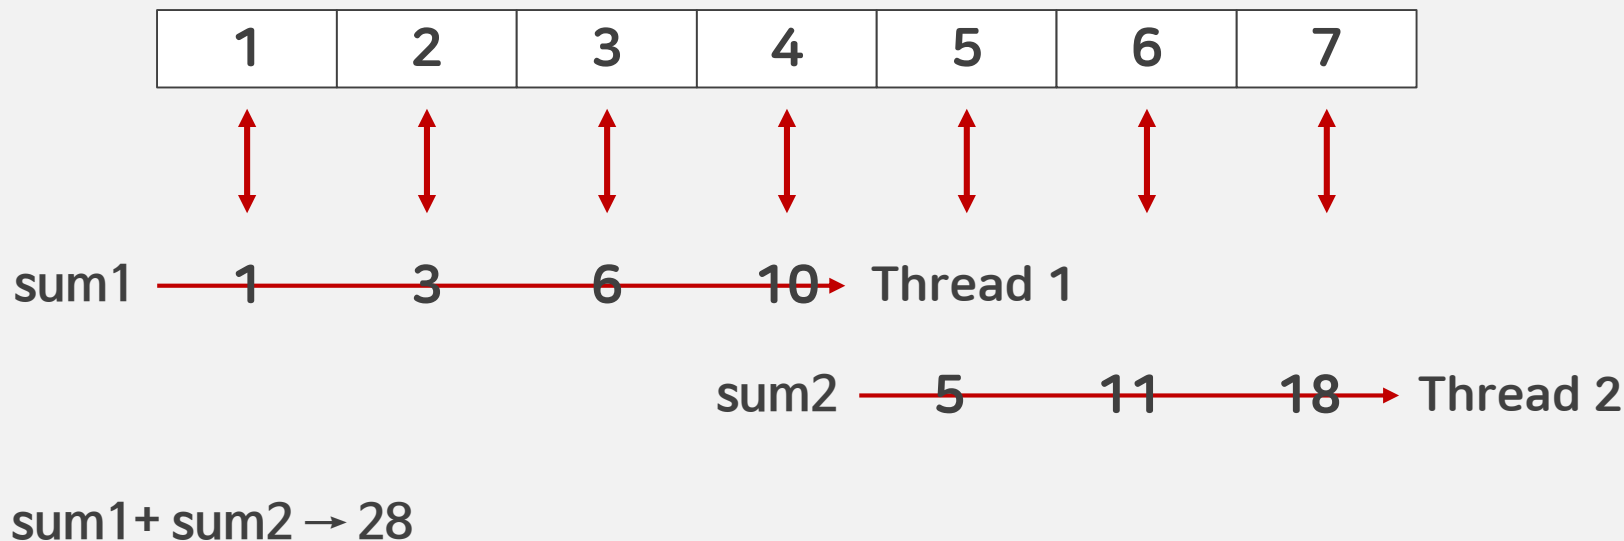 1 2 3 4 5 6 7
sum1 1 3 6 10 Thread 1
sum2 5 11 18 Thread 2
sum1+ sum2 → 28